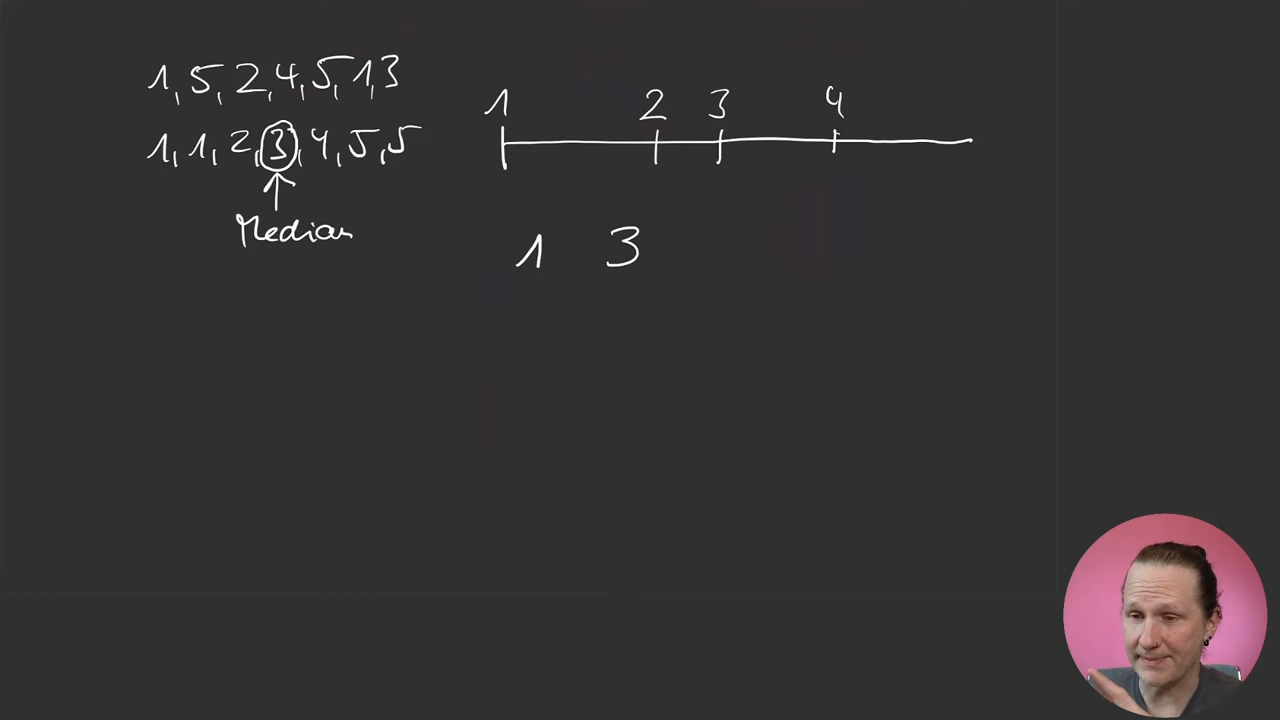 1, 5, 2, 4, 5, 1, 3
1, 1, 2, 3, 4, 5, 5
Median
1 2 3 4
1 3